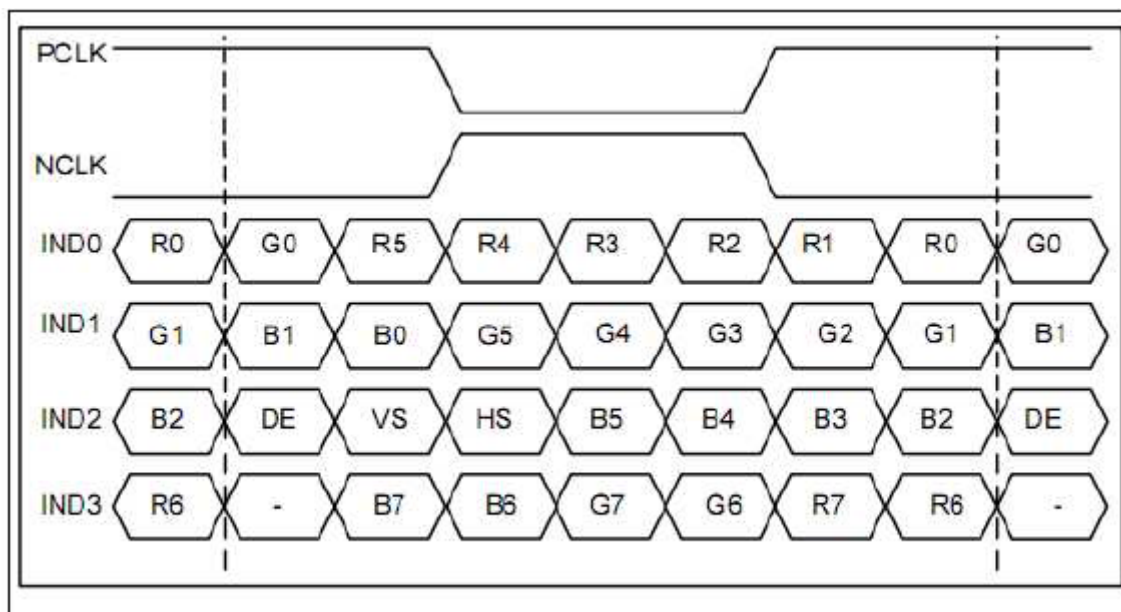 PCLK
NCLK
IND0 R0 G0 R5 R4 R3 R2 R1 R0 G0
IND1 G1 B1 B0 G5 G4 G3 G2 G1 B1
IND2 B2 DE VS HS B5 B4 B3 B2 DE
IND3 R6 - B7 B6 G7 G6 R7 R6 -